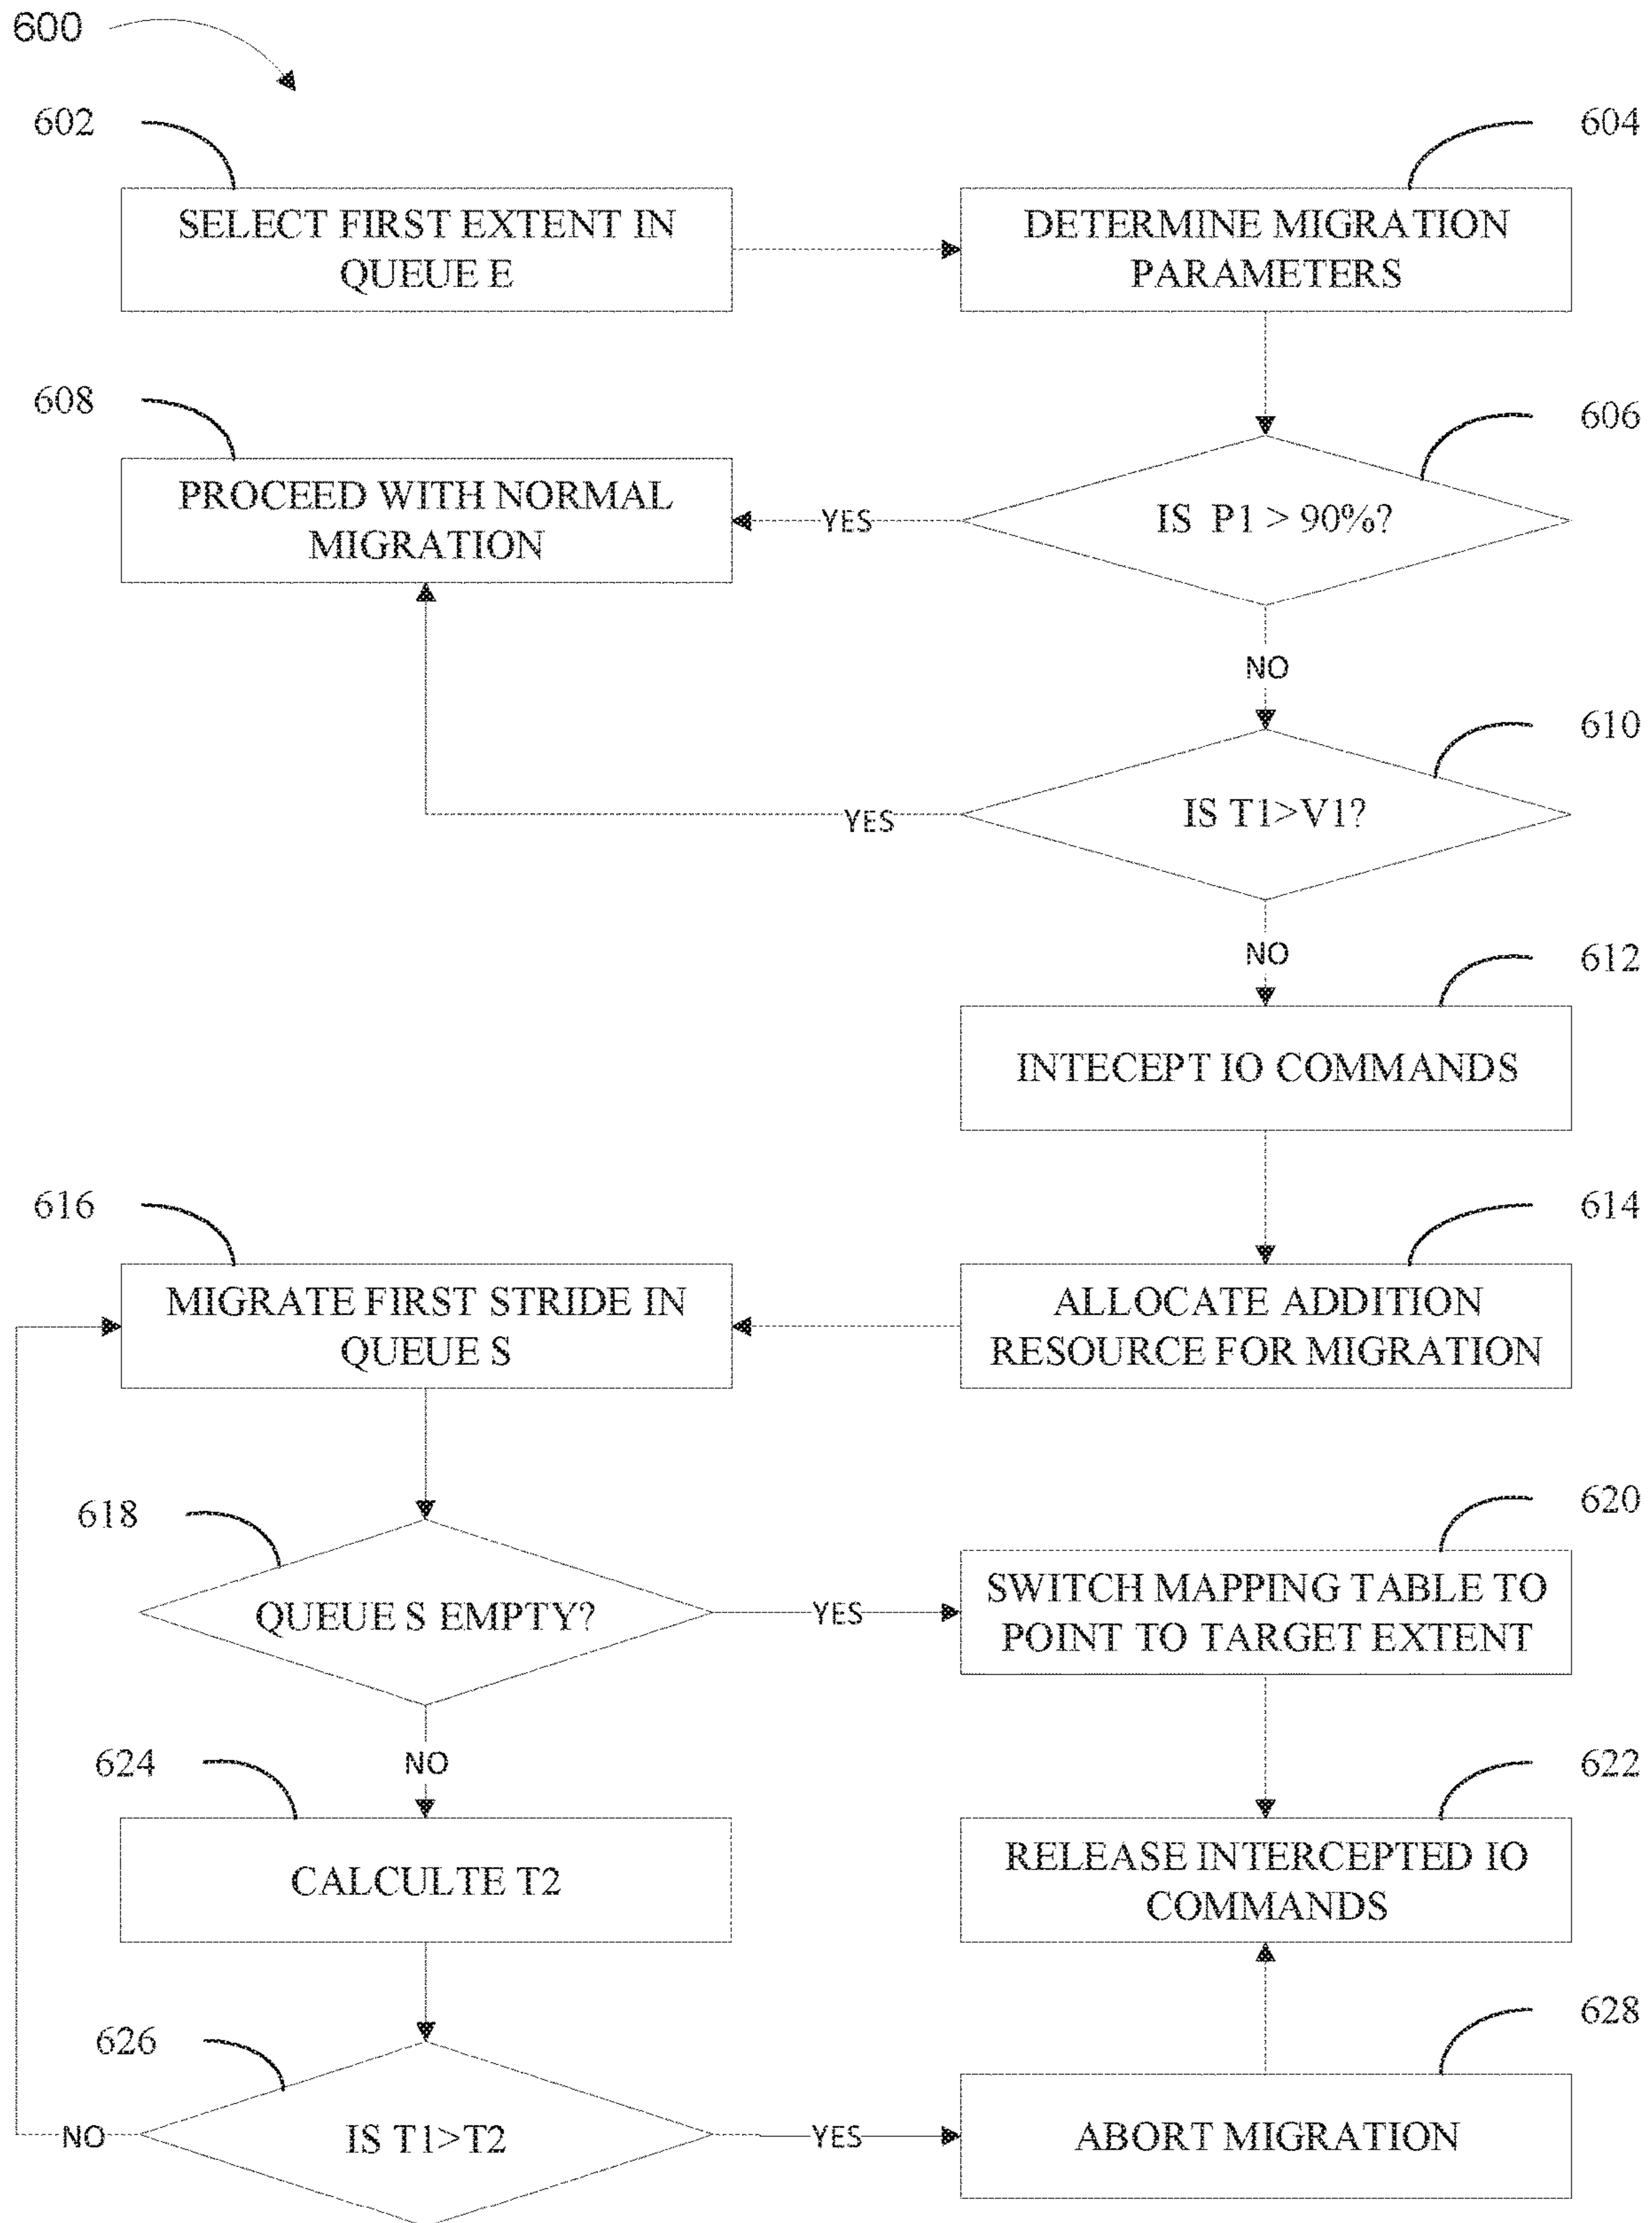 600
602
604
SELECT FIRST EXTENT IN
QUEUE E
DETERMINE MIGRATION
PARAMETERS
608
606
PROCEED WITH NORMAL
MIGRATION
YES
IS P1 > 90%?
NO
610
IS T1>V1?
YES
NO
612
INTECEPT IO COMMANDS
616
614
MIGRATE FIRST STRIDE IN
QUEUE S
ALLOCATE ADDITION
RESOURCE FOR MIGRATION
618
620
QUEUE S EMPTY?
YES
SWITCH MAPPING TABLE TO
POINT TO TARGET EXTENT
624
NO
622
CALCULTE T2
RELEASE INTERCEPTED IO
COMMANDS
626
628
NO
IS T1>T2
YES
ABORT MIGRATION